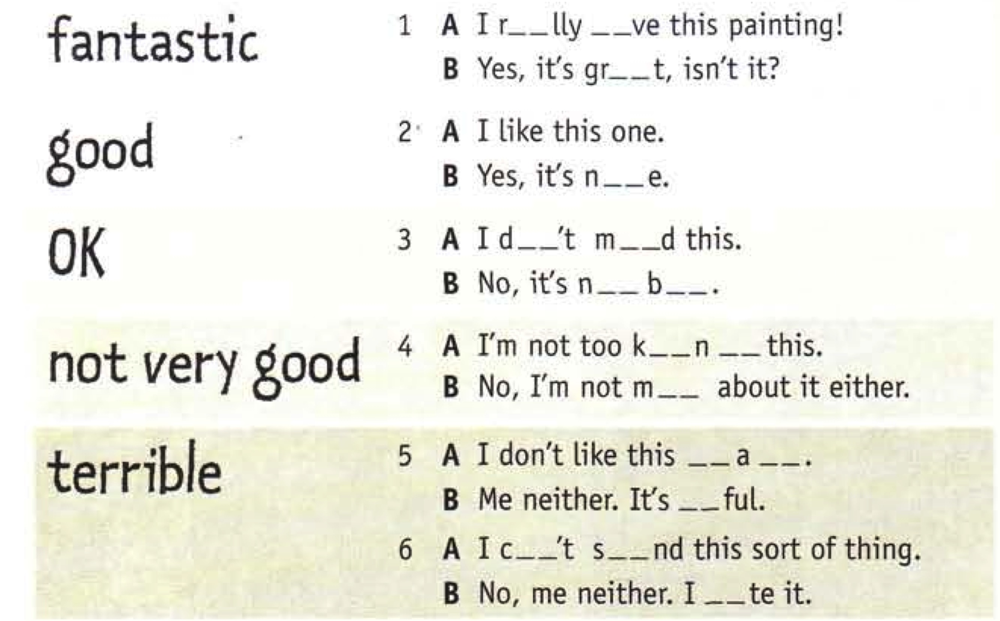 fantastic
1 A I r__lly __ve this painting!
B Yes, it's gr__t, isn't it?
good
2 A I like this one.
B Yes, it's n__e.
OK
3 A I d__'t m__d this.
B No, it's n__ b__.
not very good
4 A I'm not too k__n __ this.
B No, I'm not m__ about it either.
terrible
5 A I don't like this __a__.
B Me neither. It's __ful.
6 A I c__'t s__nd this sort of thing.
B No, me neither. I __te it.